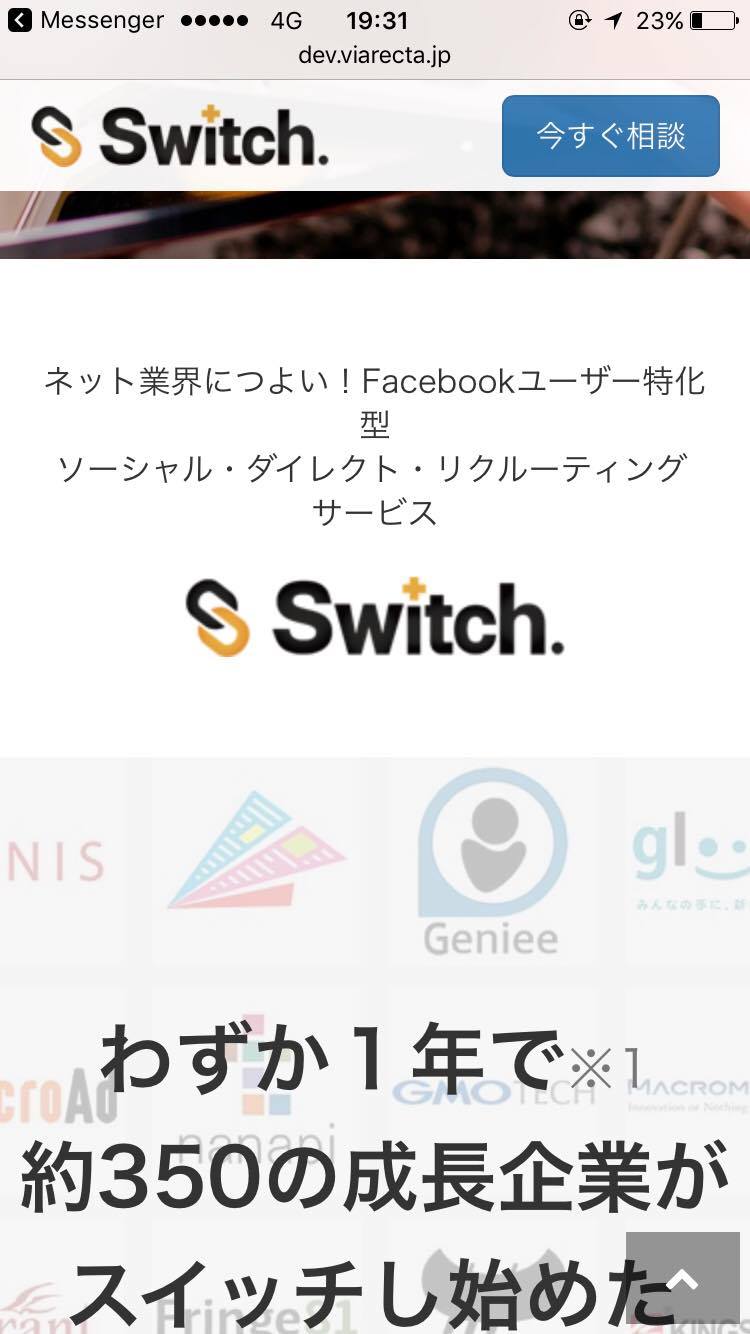 Messenger 4G 19:31 23%
dev.viarecta.jp
Switch.
今すぐ相談
ネット業界につよい！Facebookユーザー特化
型
ソーシャル・ダイレクト・リクルーティング
サービス
Switch.
NIS
Geniee
みんなの手に、新
わずか１年で※1
croAd
GMOTECH
MACROM
Innovation or Nothing
nanapi
約350の成長企業が
スイッチし始めた
Fringe81
KINGS